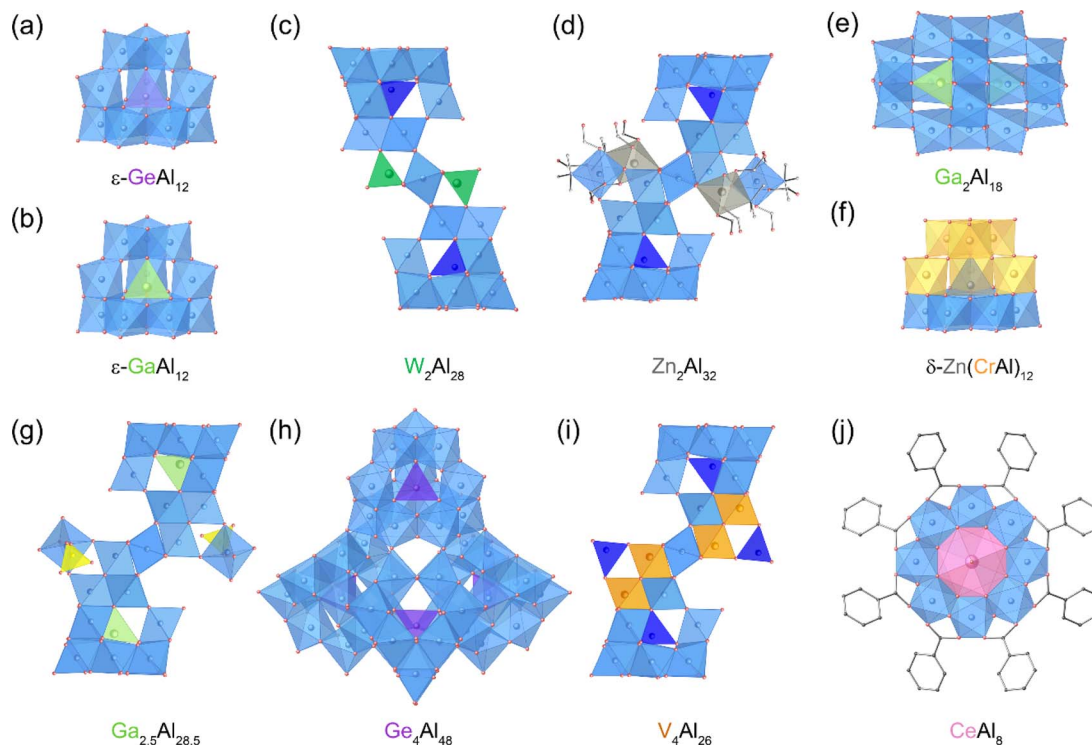 (a)
ε-GeAl₁₂
(b)
ε-GaAl₁₂
(c)
W₂Al₂₈
(d)
Zn₂Al₃₂
(e)
Ga₂Al₁₈
(f)
δ-Zn(CrAl)₁₂
(g)
Ga₂.₅Al₂₈.₅
(h)
Ge₄Al₄₈
(i)
V₄Al₂₆
(j)
CeAl₈